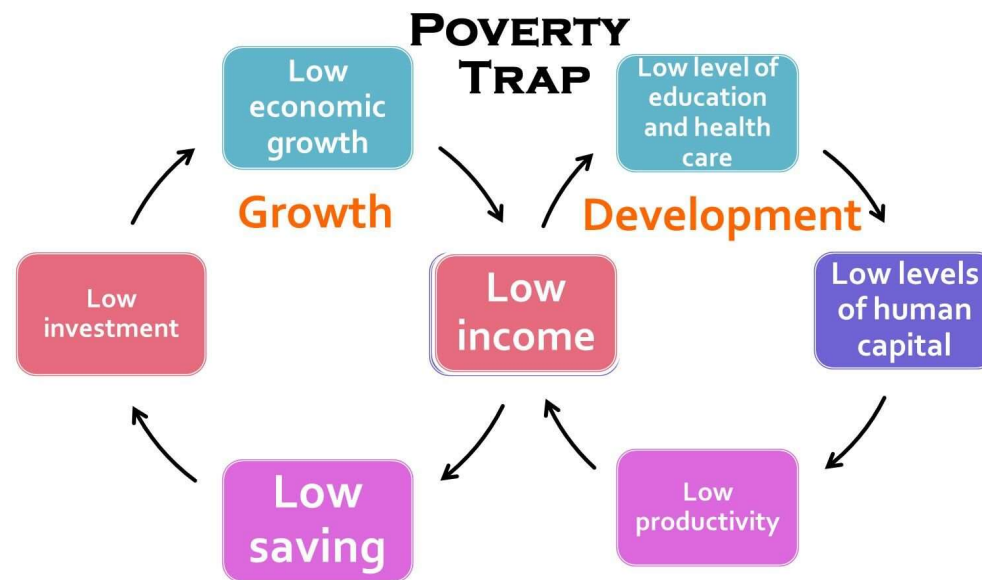 POVERTY
TRAP
Low
economic
growth
Low level of
education
and health
care
Growth
Development
Low
investment
Low
income
Low levels
of human
capital
Low
saving
Low
productivity